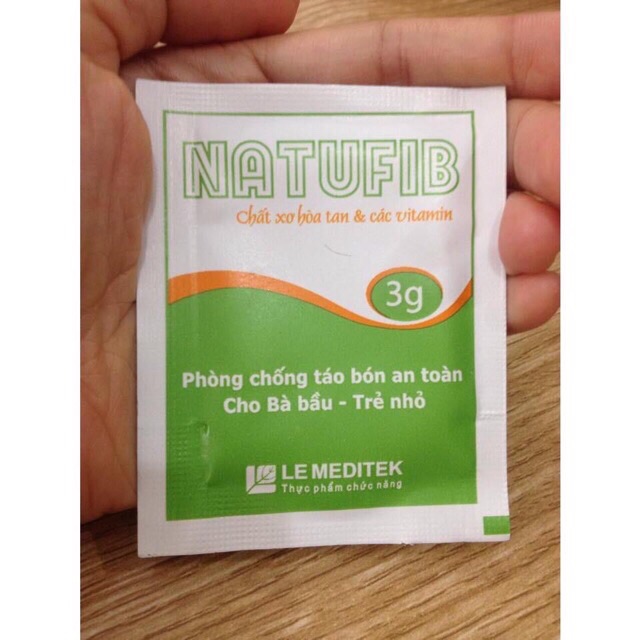 NATUFIB
Chất xơ hòa tan & các vitamin
3g
Phòng chống táo bón an toàn
Cho Bà bầu - Trẻ nhỏ
LE MEDITEK
Thực phẩm chức năng